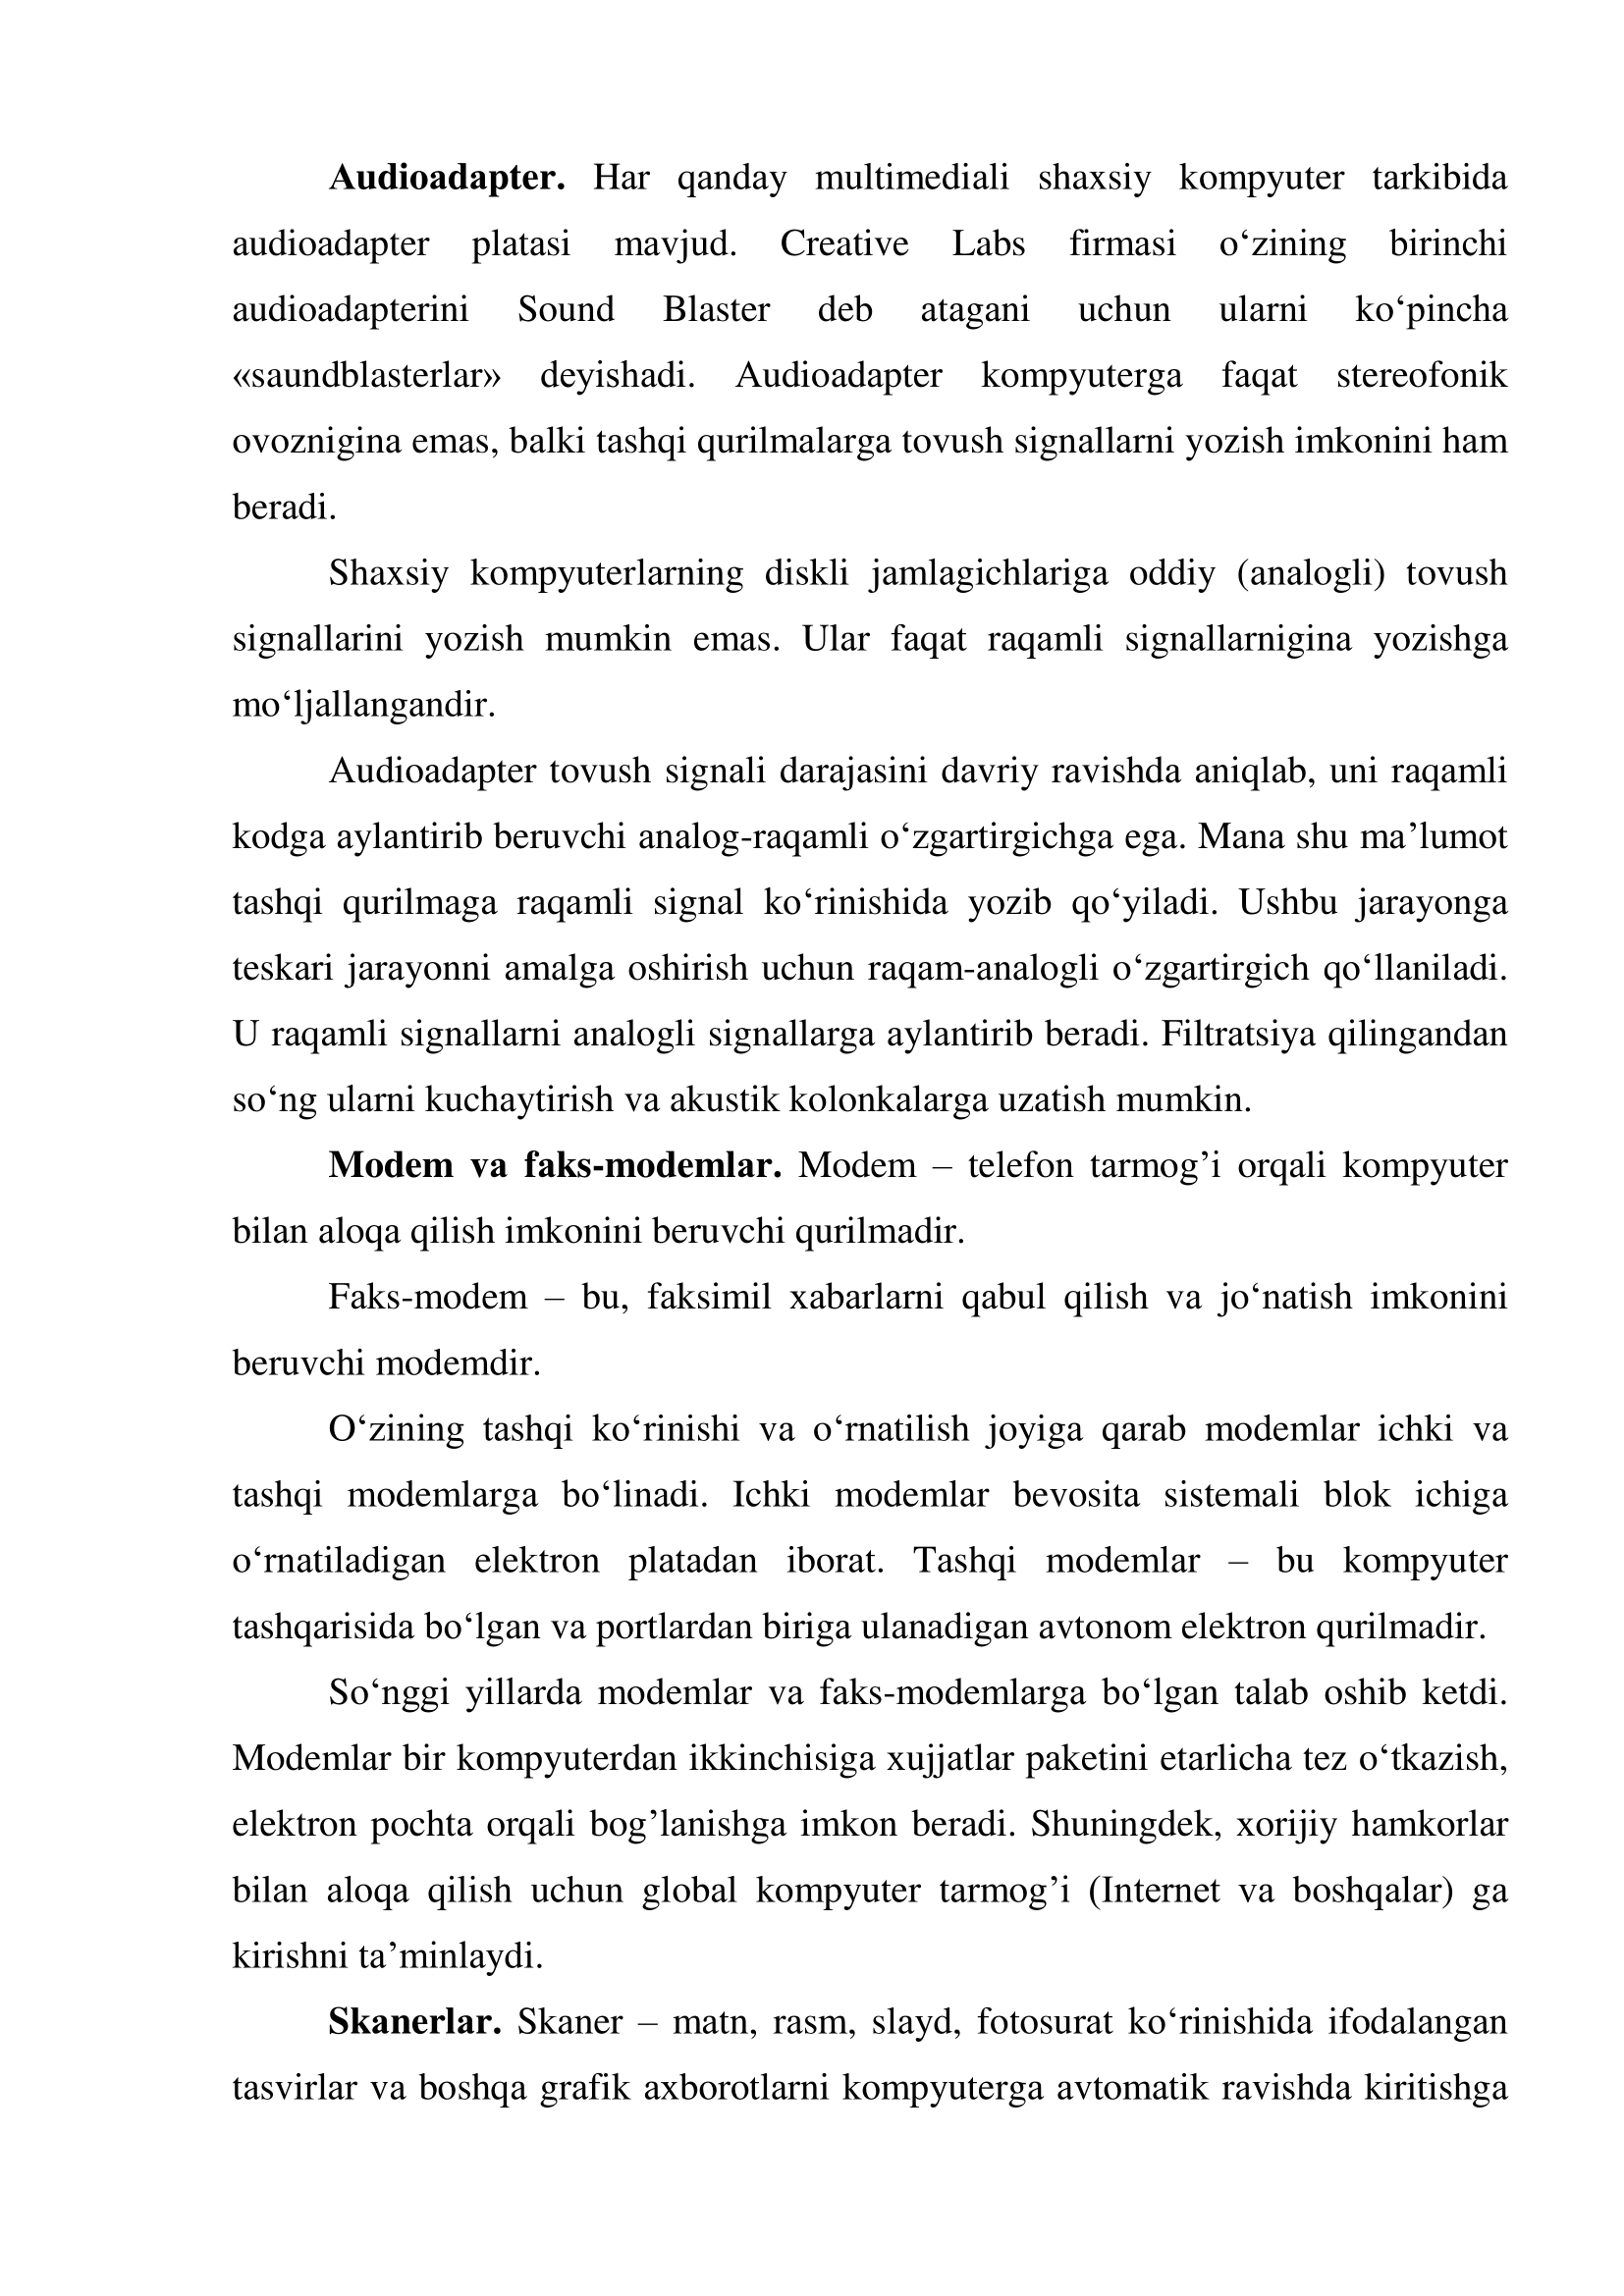 Audioadapter. Har qanday multimediali shaxsiy kompyuter tarkibida
audioadapter platasi mavjud. Creative Labs firmasi o‘zining birinchi
audioadapterini Sound Blaster deb atagani uchun ularni ko‘pincha
«saundblasterlar» deyishadi. Audioadapter kompyuterga faqat stereofonik
ovoznigina emas, balki tashqi qurilmalarga tovush signallarni yozish imkonini ham
beradi.
Shaxsiy kompyuterlarning diskli jamlagichlariga oddiy (analogli) tovush
signallarini yozish mumkin emas. Ular faqat raqamli signallarnigina yozishga
mo‘ljallangandir.
Audioadapter tovush signali darajasini davriy ravishda aniqlab, uni raqamli
kodga aylantirib beruvchi analog-raqamli o‘zgartirgichga ega. Mana shu ma’lumot
tashqi qurilmaga raqamli signal ko‘rinishida yozib qo‘yiladi. Ushbu jarayonga
teskari jarayonni amalga oshirish uchun raqam-analogli o‘zgartirgich qo‘llaniladi.
U raqamli signallarni analogli signallarga aylantirib beradi. Filtratsiya qilingandan
so‘ng ularni kuchaytirish va akustik kolonkalarga uzatish mumkin.
Modem va faks-modemlar. Modem – telefon tarmog’i orqali kompyuter
bilan aloqa qilish imkonini beruvchi qurilmadir.
Faks-modem – bu, faksimil xabarlarni qabul qilish va jo‘natish imkonini
beruvchi modemdir.
O‘zining tashqi ko‘rinishi va o‘rnatilish joyiga qarab modemlar ichki va
tashqi modemlarga bo‘linadi. Ichki modemlar bevosita sistemali blok ichiga
o‘rnatiladigan elektron platadan iborat. Tashqi modemlar – bu kompyuter
tashqarisida bo‘lgan va portlardan biriga ulanadigan avtonom elektron qurilmadir.
So‘nggi yillarda modemlar va faks-modemlarga bo‘lgan talab oshib ketdi.
Modemlar bir kompyuterdan ikkinchisiga xujjatlar paketini etarlicha tez o‘tkazish,
elektron pochta orqali bog’lanishga imkon beradi. Shuningdek, xorijiy hamkorlar
bilan aloqa qilish uchun global kompyuter tarmog’i (Internet va boshqalar) ga
kirishni ta’minlaydi.
Skanerlar. Skaner – matn, rasm, slayd, fotosurat ko‘rinishida ifodalangan
tasvirlar va boshqa grafik axborotlarni kompyuterga avtomatik ravishda kiritishga